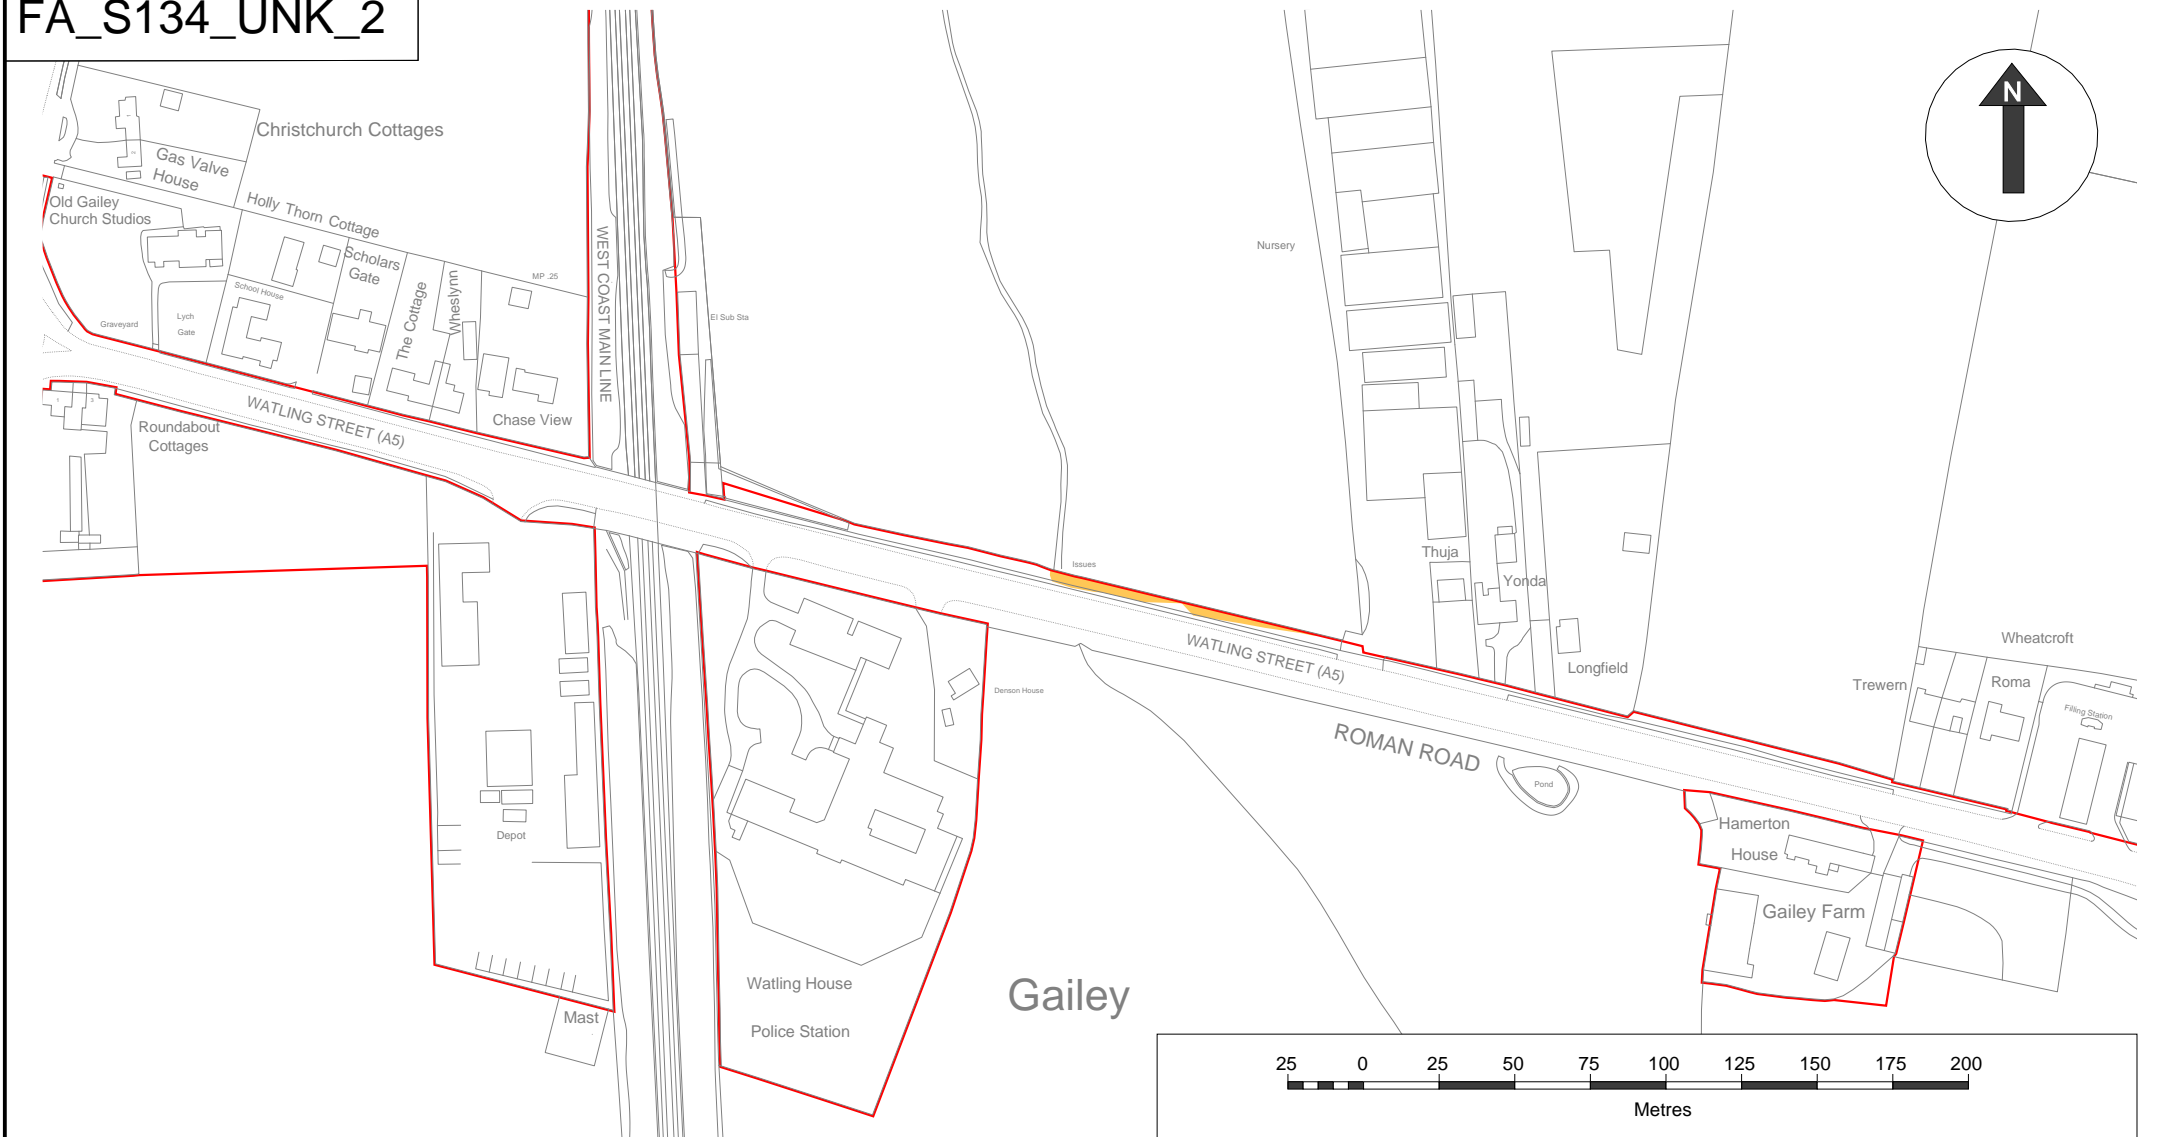 FA_S134_UNK_2
N
Christchurch Cottages
Gas Valve
House
Old Gailey
Church Studios
Holly Thorn Cottage
Scholars
Gate
MP .25
School House
The Cottage
Wheslynn
WEST COAST MAIN LINE
Nursery
Graveyard
Lych
Gate
El Sub Sta
WATLING STREET (A5)
Chase View
Roundabout
Cottages
Issues
Thuja
Yonda
WATLING STREET (A5)
Longfield
Wheatcroft
Trewern
Roma
Filling Station
Denson House
ROMAN ROAD
Pond
Hamerton
House
Depot
Gailey Farm
Watling House
Police Station
Gailey
Mast
25 0 25 50 75 100 125 150 175 200
Metres